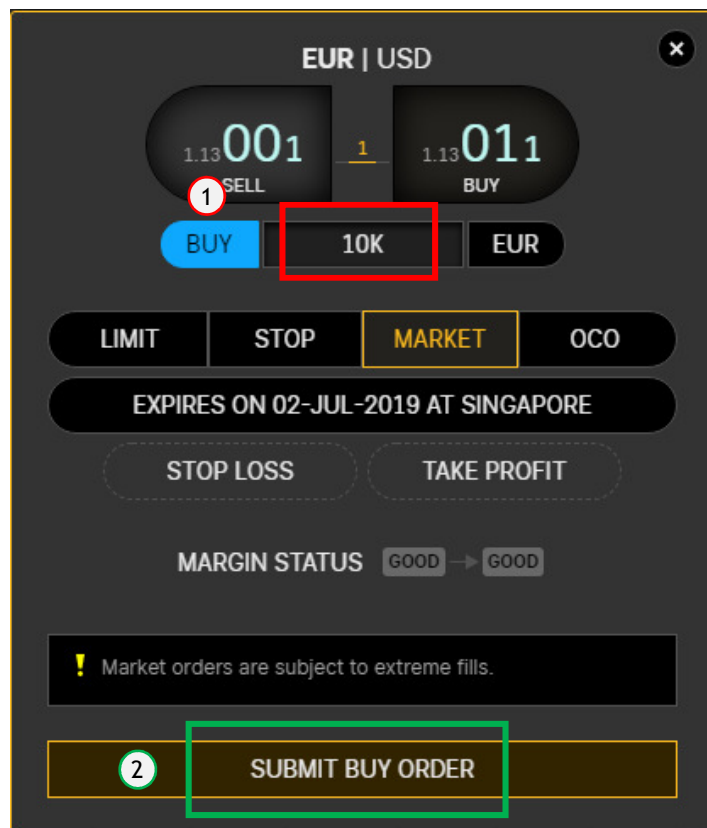 EUR | USD
1.13001 1 1.13011
SELL BUY
1
BUY 10K EUR
LIMIT STOP MARKET OCO
EXPIRES ON 02-JUL-2019 AT SINGAPORE
STOP LOSS TAKE PROFIT
MARGIN STATUS GOOD GOOD
! Market orders are subject to extreme fills.
2 SUBMIT BUY ORDER